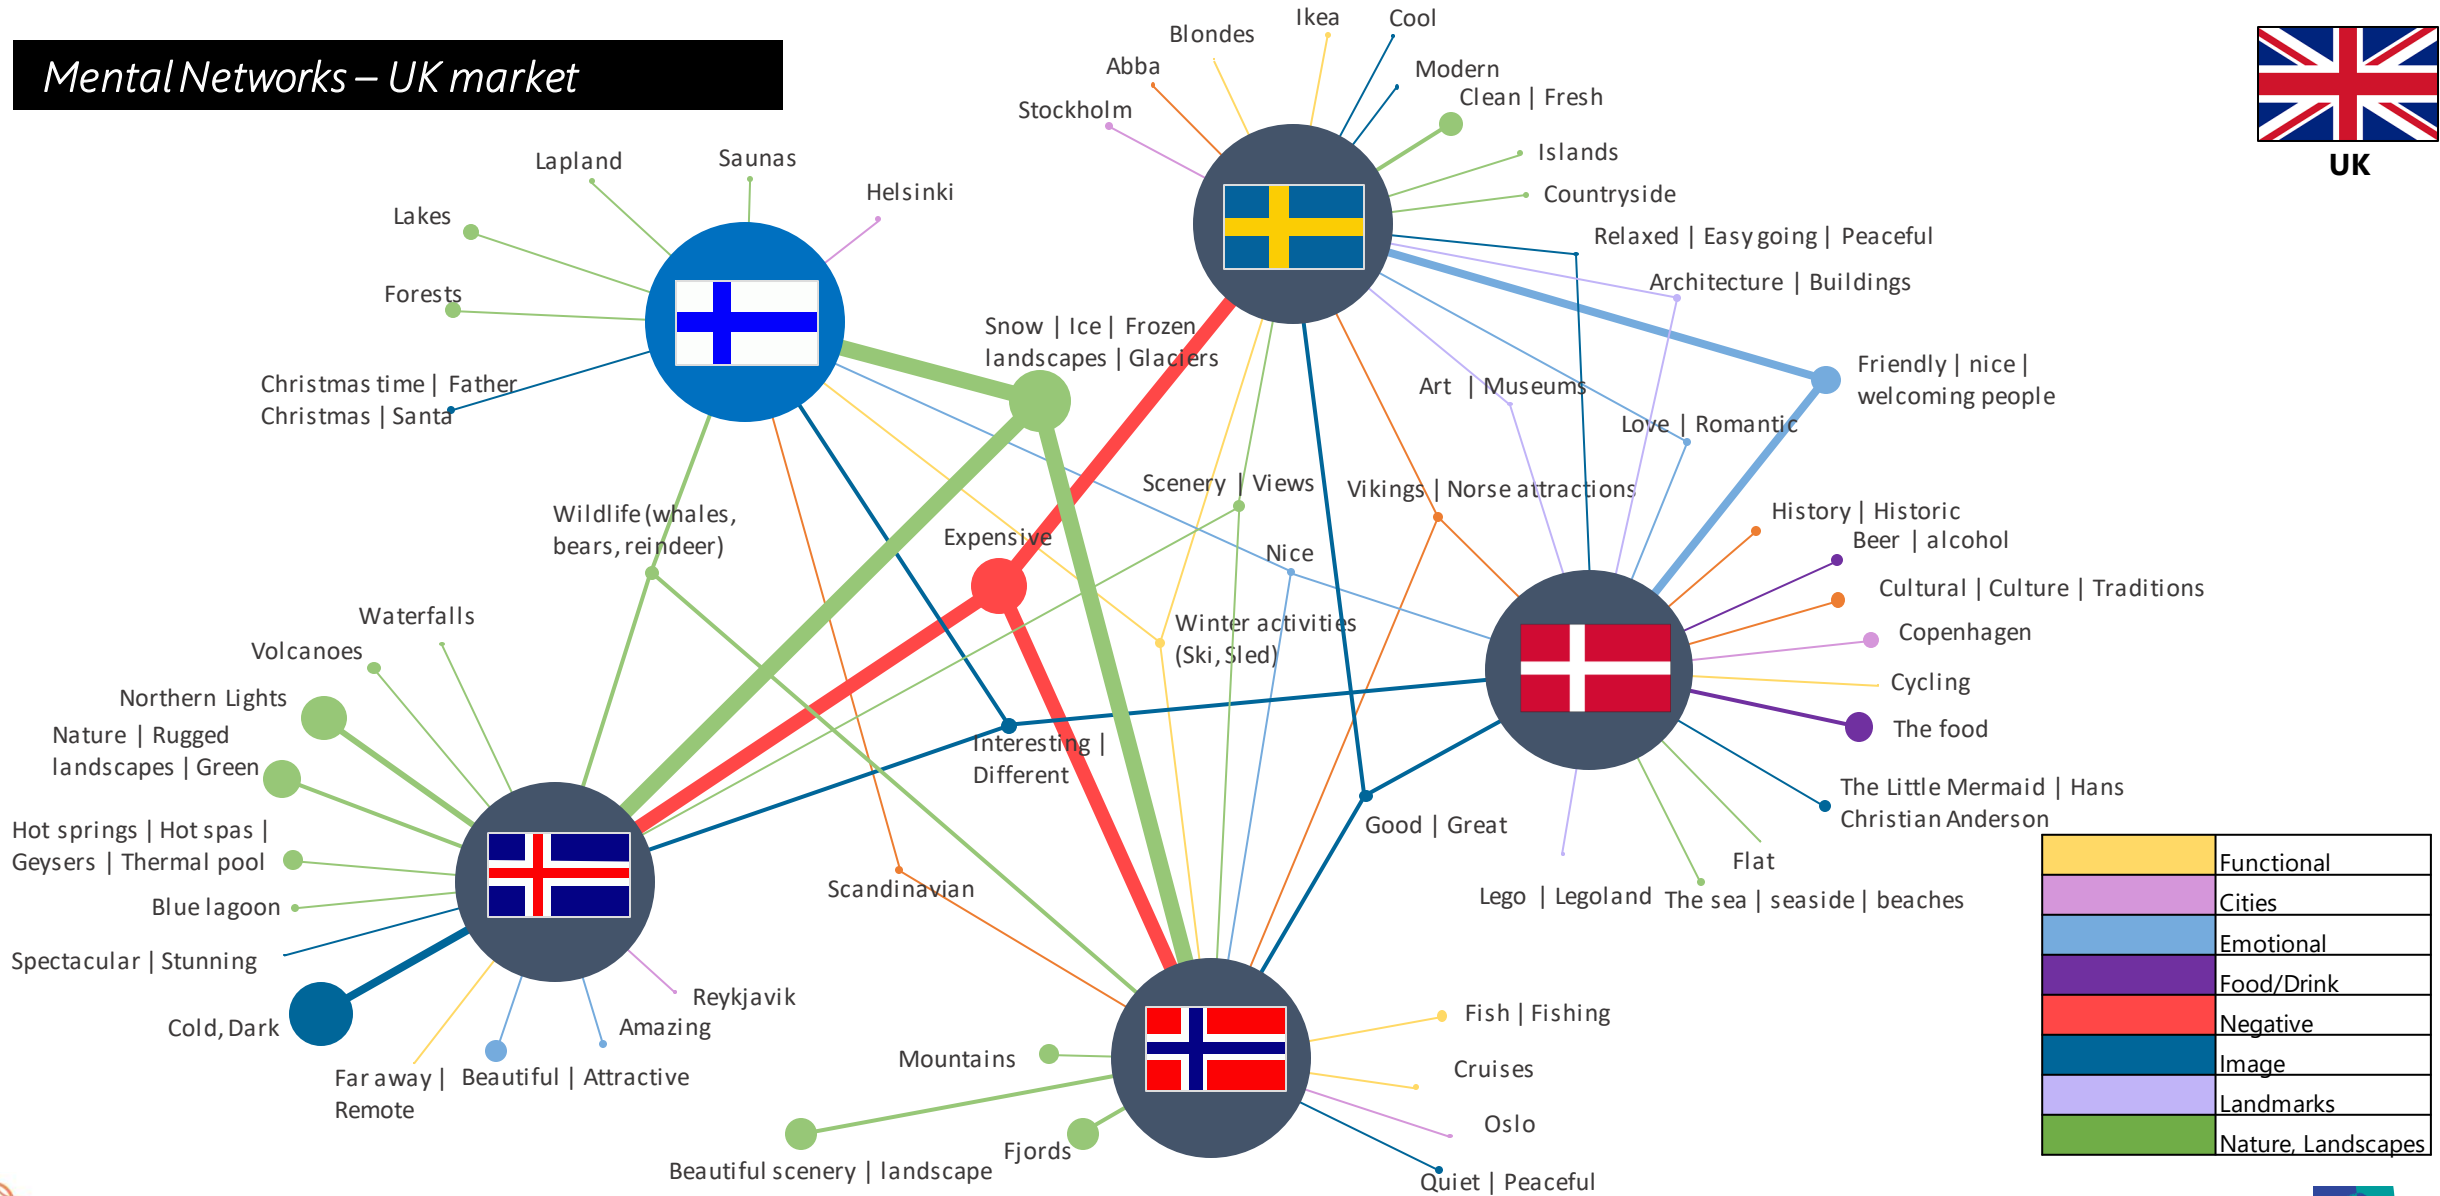 Mental Networks – UK market
UK
Ikea
Cool
Blondes
Abba
Modern
Stockholm
Clean | Fresh
Islands
Countryside
Relaxed | Easy going | Peaceful
Architecture | Buildings
Friendly | nice |
welcoming people
Art | Museums
Love | Romantic
Lapland
Saunas
Helsinki
Lakes
Forests
Christmas time | Father
Christmas | Santa
Snow | Ice | Frozen
landscapes | Glaciers
Wildlife (whales,
bears, reindeer)
Expensive
Scenery | Views
Vikings | Norse attractions
Nice
Winter activities
(Ski, Sled)
Interesting |
Different
Good | Great
Scandinavian
History | Historic
Beer | alcohol
Cultural | Culture | Traditions
Copenhagen
Cycling
The food
The Little Mermaid | Hans
Christian Anderson
Flat
Lego | Legoland
The sea | seaside | beaches
Waterfalls
Volcanoes
Northern Lights
Nature | Rugged
landscapes | Green
Hot springs | Hot spas |
Geysers | Thermal pool
Blue lagoon
Spectacular | Stunning
Cold, Dark
Far away |
Remote
Beautiful | Attractive
Amazing
Reykjavik
Mountains
Beautiful scenery | landscape
Fjords
Fish | Fishing
Cruises
Oslo
Quiet | Peaceful
Functional
Cities
Emotional
Food/Drink
Negative
Image
Landmarks
Nature, Landscapes